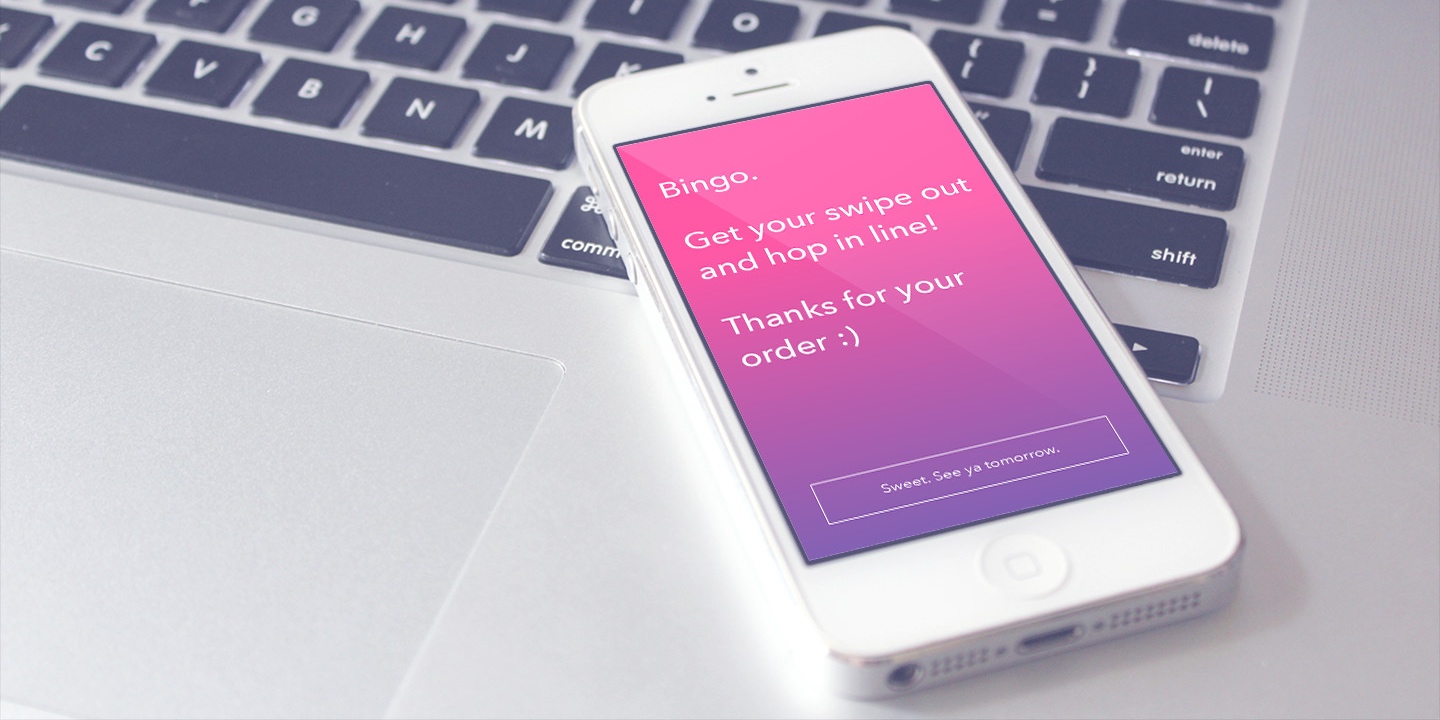 G
H
J
K
C
V
B
N
M
I
O
{
[
}
]
|
\
=
delete
enter
return
shift
⌘
comm
Bingo.
Get your swipe out
and hop in line!
Thanks for your
order :)
Sweet. See ya tomorrow.